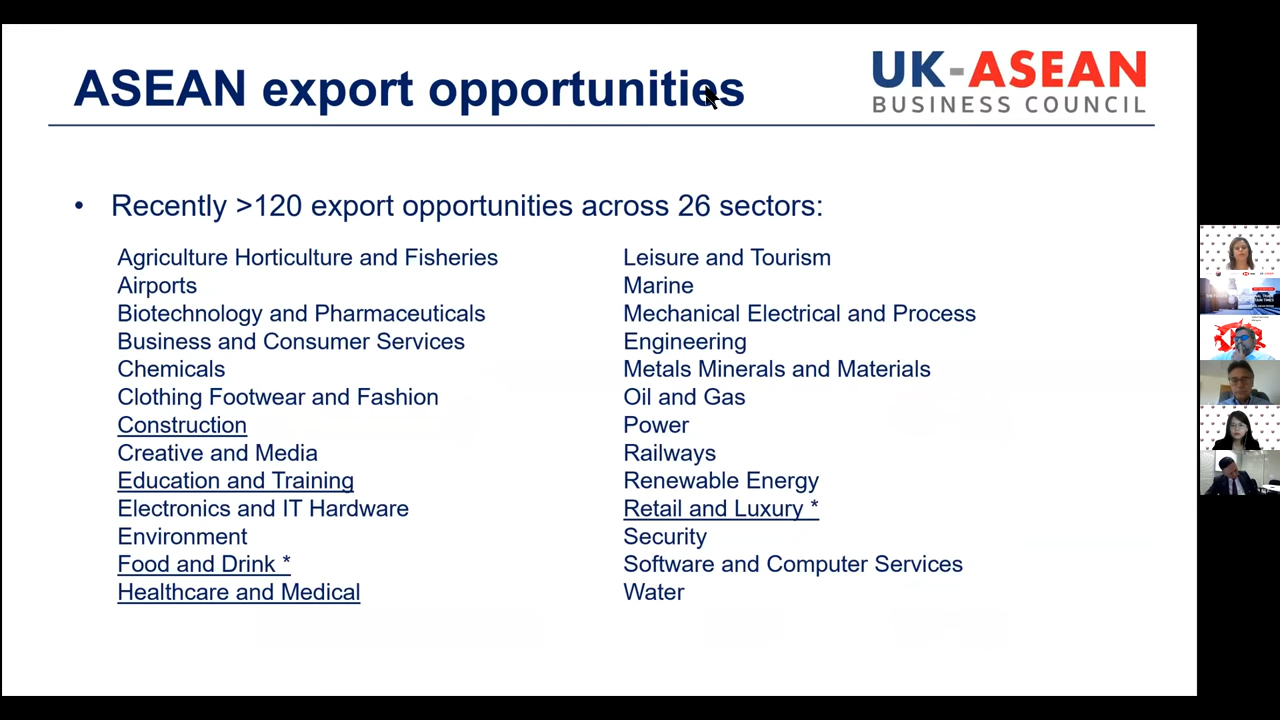 ASEAN export opportunities
UK-ASEAN
BUSINESS COUNCIL
• Recently >120 export opportunities across 26 sectors:
Agriculture Horticulture and Fisheries
Airports
Biotechnology and Pharmaceuticals
Business and Consumer Services
Chemicals
Clothing Footwear and Fashion
Construction
Creative and Media
Education and Training
Electronics and IT Hardware
Environment
Food and Drink *
Healthcare and Medical
Leisure and Tourism
Marine
Mechanical Electrical and Process
Engineering
Metals Minerals and Materials
Oil and Gas
Power
Railways
Renewable Energy
Retail and Luxury *
Security
Software and Computer Services
Water